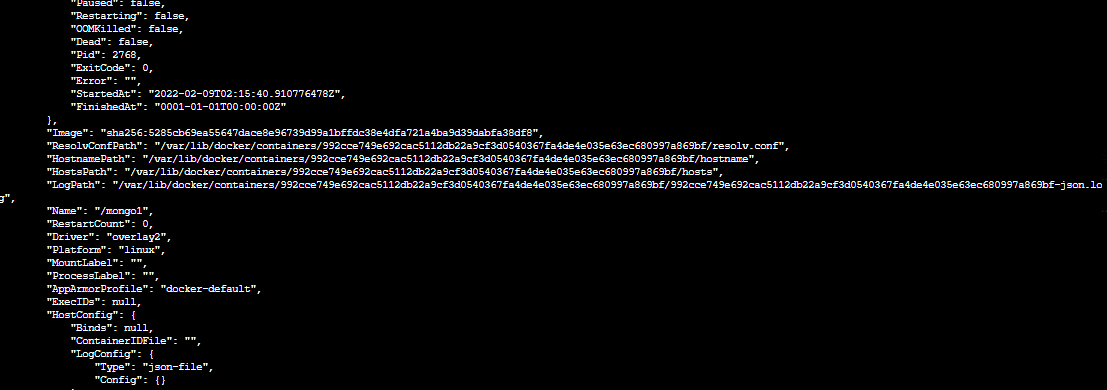 "Paused": false,
"Restarting": false,
"OOMKilled": false,
"Dead": false,
"Pid": 2768,
"ExitCode": 0,
"Error": "",
"StartedAt": "2022-02-09T02:15:40.910776478Z",
"FinishedAt": "0001-01-01T00:00:00Z"
},
"Image": "sha256:5285cb69ea55647dace8e96739d99a1bffdc38e4dfa721a4ba9d39dabfa38df8",
"ResolvConfPath": "/var/lib/docker/containers/992cce749e692cac5112db22a9cf3d0540367fa4de4e035e63ec680997a869bf/resolv.conf",
"HostnamePath": "/var/lib/docker/containers/992cce749e692cac5112db22a9cf3d0540367fa4de4e035e63ec680997a869bf/hostname",
"HostsPath": "/var/lib/docker/containers/992cce749e692cac5112db22a9cf3d0540367fa4de4e035e63ec680997a869bf/hosts",
"LogPath": "/var/lib/docker/containers/992cce749e692cac5112db22a9cf3d0540367fa4de4e035e63ec680997a869bf/992cce749e692cac5112db22a9cf3d0540367fa4de4e035e63ec680997a869bf-json.lo
g",
"Name": "/mongo1",
"RestartCount": 0,
"Driver": "overlay2",
"Platform": "linux",
"MountLabel": "",
"ProcessLabel": "",
"AppArmorProfile": "docker-default",
"ExecIDs": null,
"HostConfig": {
"Binds": null,
"ContainerIDFile": "",
"LogConfig": {
"Type": "json-file",
"Config": {}